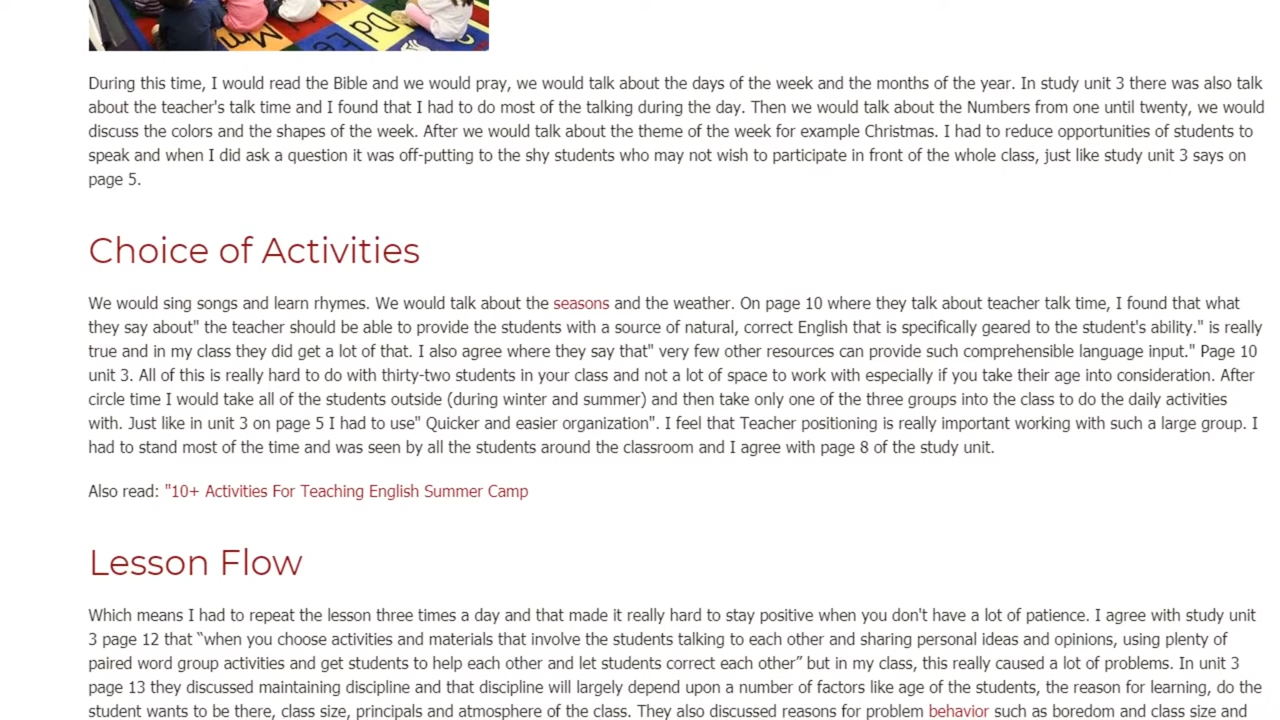 Mm
Dd
During this time, I would read the Bible and we would pray, we would talk about the days of the week and the months of the year. In study unit 3 there was also talk
about the teacher's talk time and I found that I had to do most of the talking during the day. Then we would talk about the Numbers from one until twenty, we would
discuss the colors and the shapes of the week. After we would talk about the theme of the week for example Christmas. I had to reduce opportunities of students to
speak and when I did ask a question it was off-putting to the shy students who may not wish to participate in front of the whole class, just like study unit 3 says on
page 5.
Choice of Activities
We would sing songs and learn rhymes. We would talk about the seasons and the weather. On page 10 where they talk about teacher talk time, I found that what
they say about" the teacher should be able to provide the students with a source of natural, correct English that is specifically geared to the student's ability." is really
true and in my class they did get a lot of that. I also agree where they say that" very few other resources can provide such comprehensible language input." Page 10
unit 3. All of this is really hard to do with thirty-two students in your class and not a lot of space to work with especially if you take their age into consideration. After
circle time I would take all of the students outside (during winter and summer) and then take only one of the three groups into the class to do the daily activities
with. Just like in unit 3 on page 5 I had to use" Quicker and easier organization". I feel that Teacher positioning is really important working with such a large group. I
had to stand most of the time and was seen by all the students around the classroom and I agree with page 8 of the study unit.
Also read: "10+ Activities For Teaching English Summer Camp
Lesson Flow
Which means I had to repeat the lesson three times a day and that made it really hard to stay positive when you don't have a lot of patience. I agree with study unit
3 page 12 that “when you choose activities and materials that involve the students talking to each other and sharing personal ideas and opinions, using plenty of
paired word group activities and get students to help each other and let students correct each other” but in my class, this really caused a lot of problems. In unit 3
page 13 they discussed maintaining discipline and that discipline will largely depend upon a number of factors like age of the students, the reason for learning, do the
student wants to be there, class size, principals and atmosphere of the class. They also discussed reasons for problem behavior such as boredom and class size and